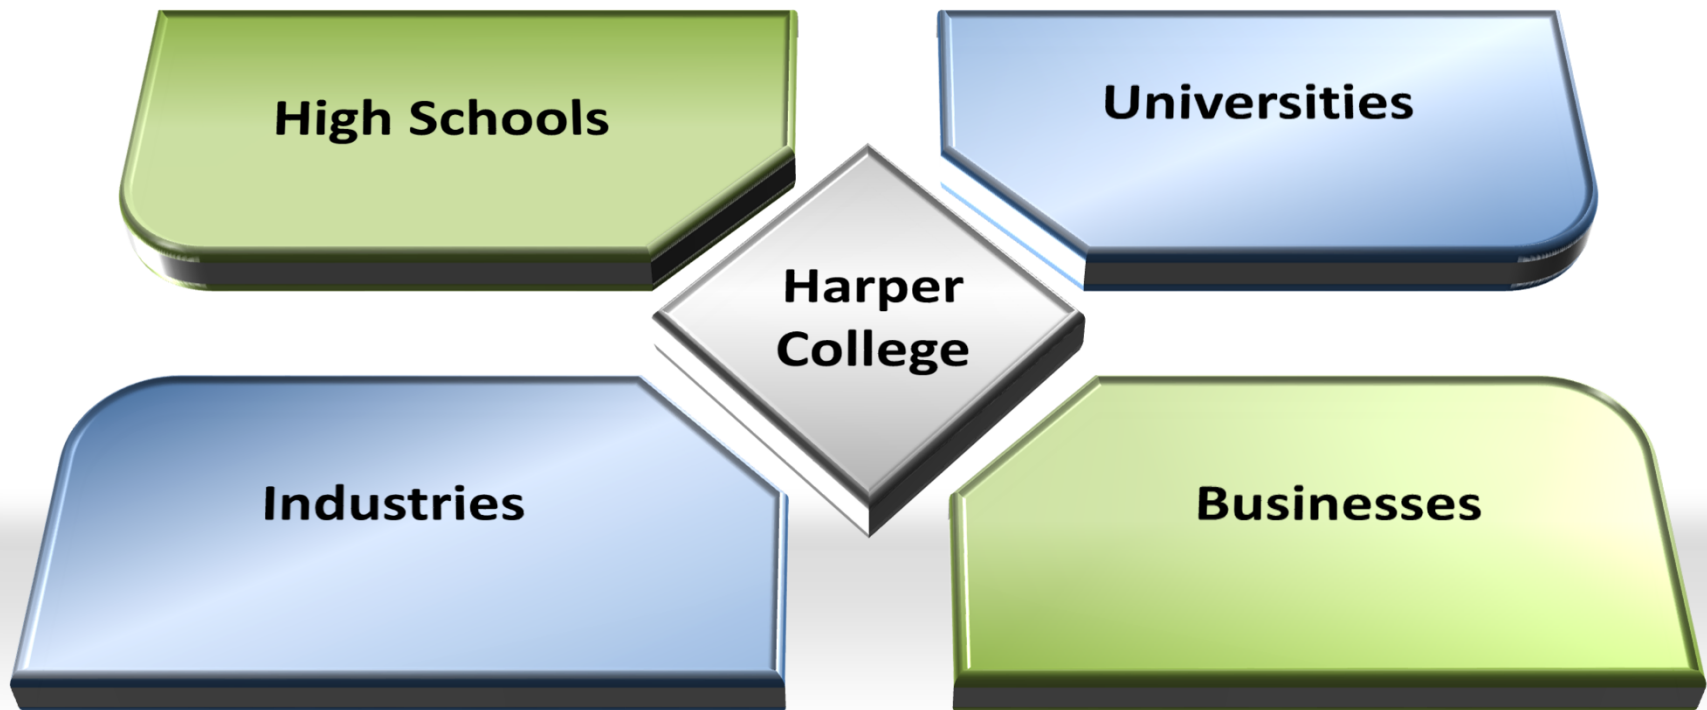 High Schools
Universities
Harper
College
Industries
Businesses